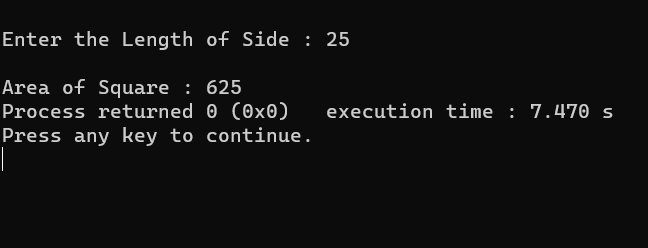 Enter the Length of Side : 25
Area of Square : 625
Process returned 0 (0x0)   execution time : 7.470 s
Press any key to continue.